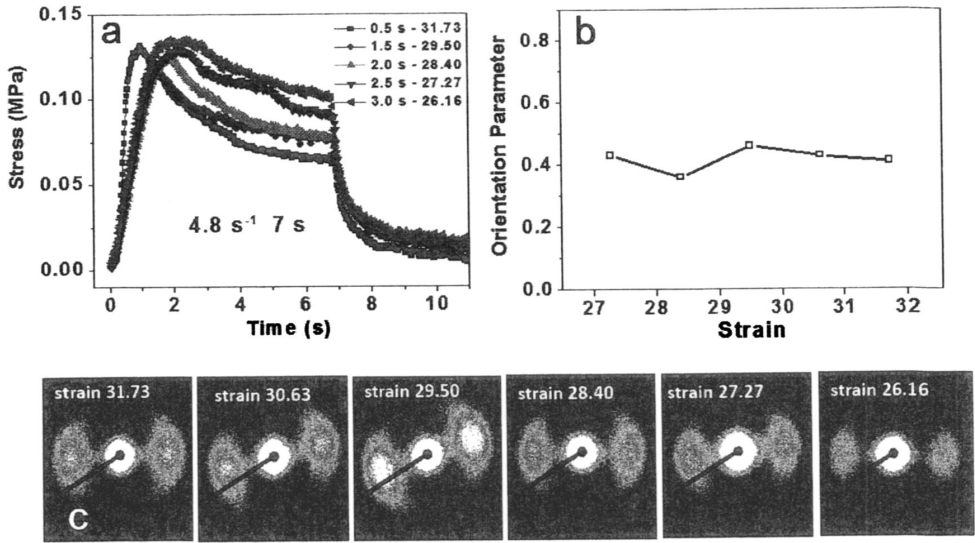 a
0.15
0.10
0.05
0.00
Stress (MPa)
0.5 s - 31.73
1.5 s - 29.50
2.0 s - 28.40
2.5 s - 27.27
3.0 s - 26.16
4.8 s⁻¹ 7 s
0 2 4 6 8 10
Time (s)
b
0.8
0.6
0.4
0.2
0.0
Orientation Parameter
27 28 29 30 31 32
Strain
strain 31.73
strain 30.63
strain 29.50
strain 28.40
strain 27.27
strain 26.16
C